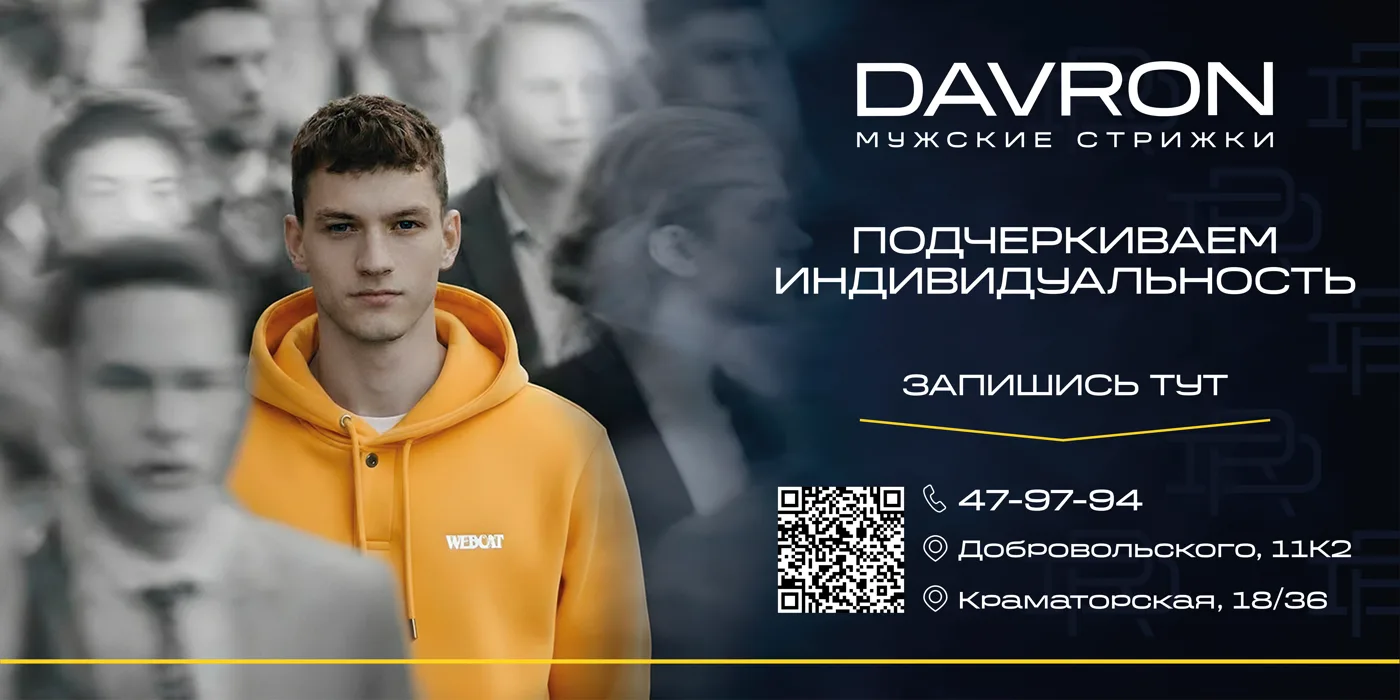 DAVRON
МУЖСКИЕ СТРИЖКИ
ПОДЧЕРКИВАЕМ
ИНДИВИДУАЛЬНОСТЬ
ЗАПИШИСЬ ТУТ
47-97-94
Добровольского, 11К2
Краматорская, 18/36
WEBCAT